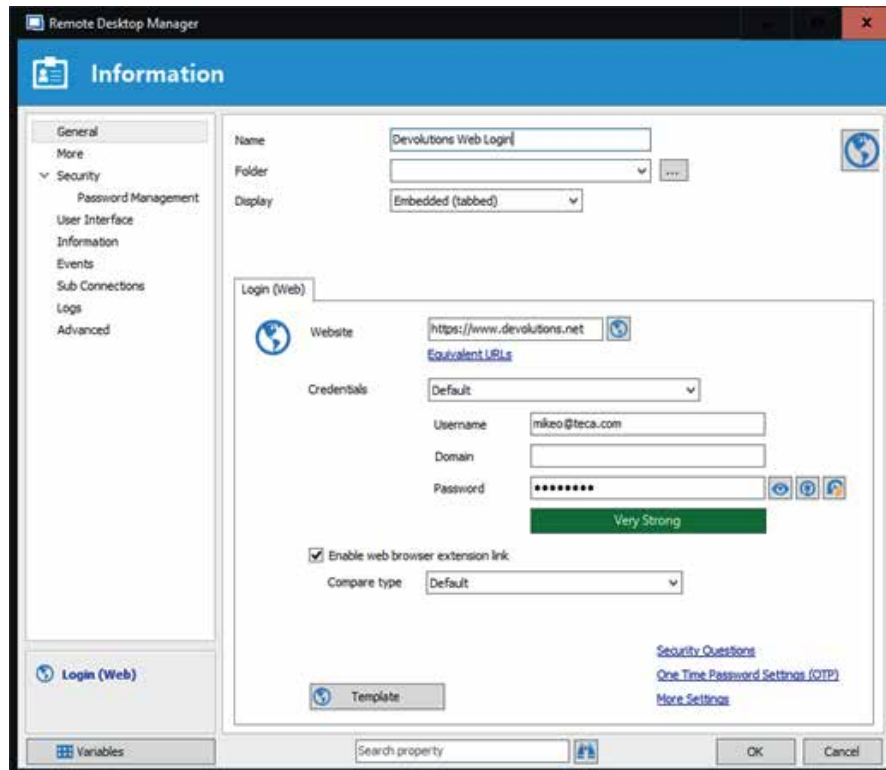 Remote Desktop Manager
x
Information
General
More
Security
Password Management
User Interface
Information
Events
Sub Connections
Logs
Advanced
Login (Web)
Variables
Name
Devolutions Web Login
Folder
...
Display
Embedded (tabbed)
Login (Web)
Website
https://www.devolutions.net
Equivalent URLs
Credentials
Default
Username
mikeo@teca.com
Domain
Password
••••••••
Very Strong
Enable web browser extension link
Compare type
Default
Security Questions
One Time Password Settings (OTP)
More Settings
Template
Search property
OK
Cancel